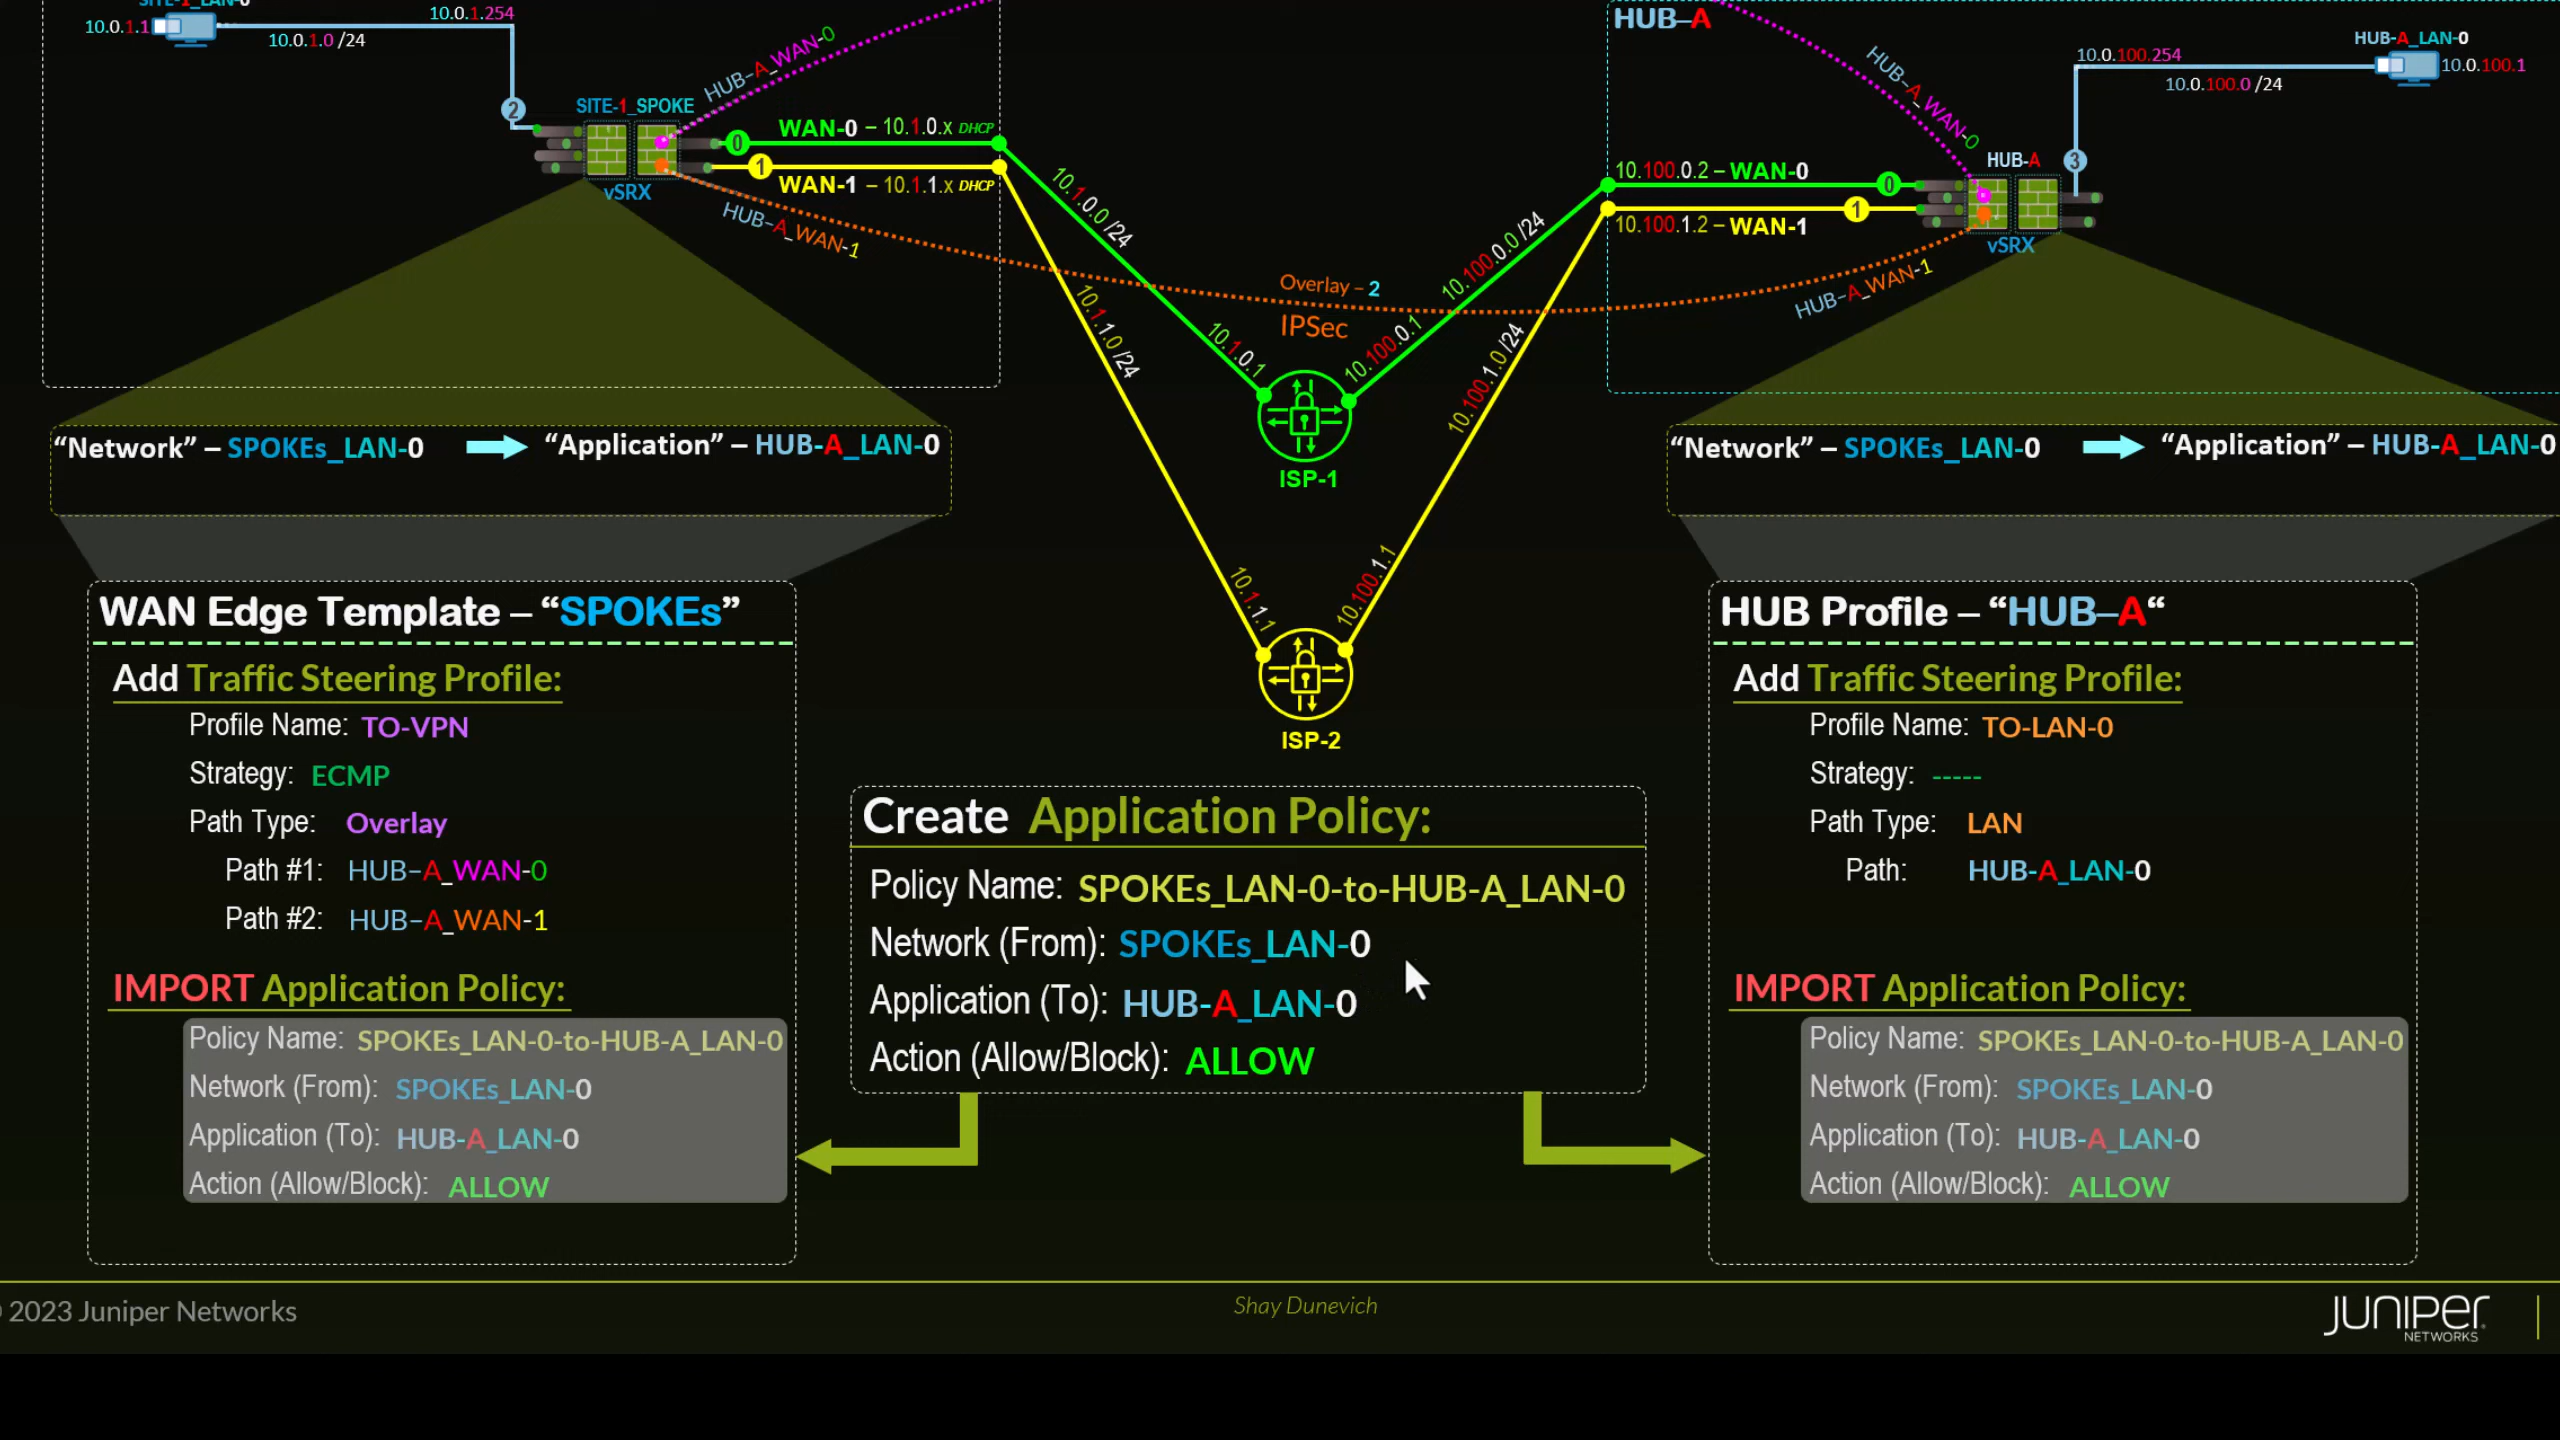 SITE-1_LAN-0
10.0.1.254
10.0.1.1
10.0.1.0 /24
HUB-A_WAN-0
2
SITE-1_SPOKE
vSRX
0
WAN-0 – 10.1.0.x DHCP
1
WAN-1 – 10.1.1.x DHCP
HUB-A_WAN-1
10.1.0.0 /24
10.1.1.0 /24
10.1.0.1
Overlay – 2
IPSec
10.100.0.0 /24
10.100.0.1
10.100.1.0 /24
ISP-1
10.1.1.1
10.100.1.1
ISP-2
HUB–A
HUB-A_WAN-0
10.0.100.254
HUB-A_LAN-0
10.0.100.1
10.0.100.0 /24
10.100.0.2 – WAN-0
0
10.100.1.2 – WAN-1
1
HUB-A
3
vSRX
HUB-A_WAN-1
“Network” – SPOKEs_LAN-0 “Application” – HUB-A_LAN-0
“Network” – SPOKEs_LAN-0 “Application” – HUB-A_LAN-0
WAN Edge Template – “SPOKEs”
Add Traffic Steering Profile:
Profile Name: TO-VPN
Strategy: ECMP
Path Type: Overlay
Path #1: HUB–A_WAN-0
Path #2: HUB–A_WAN-1
IMPORT Application Policy:
Policy Name: SPOKEs_LAN-0-to-HUB-A_LAN-0
Network (From): SPOKEs_LAN-0
Application (To): HUB-A_LAN-0
Action (Allow/Block): ALLOW
Create Application Policy:
Policy Name: SPOKEs_LAN-0-to-HUB-A_LAN-0
Network (From): SPOKEs_LAN-0
Application (To): HUB-A_LAN-0
Action (Allow/Block): ALLOW
HUB Profile – “HUB–A“
Add Traffic Steering Profile:
Profile Name: TO-LAN-0
Strategy: -----
Path Type: LAN
Path: HUB-A_LAN-0
IMPORT Application Policy:
Policy Name: SPOKEs_LAN-0-to-HUB-A_LAN-0
Network (From): SPOKEs_LAN-0
Application (To): HUB-A_LAN-0
Action (Allow/Block): ALLOW
© 2023 Juniper Networks
Shay Dunevich
JUNIPER
NETWORKS